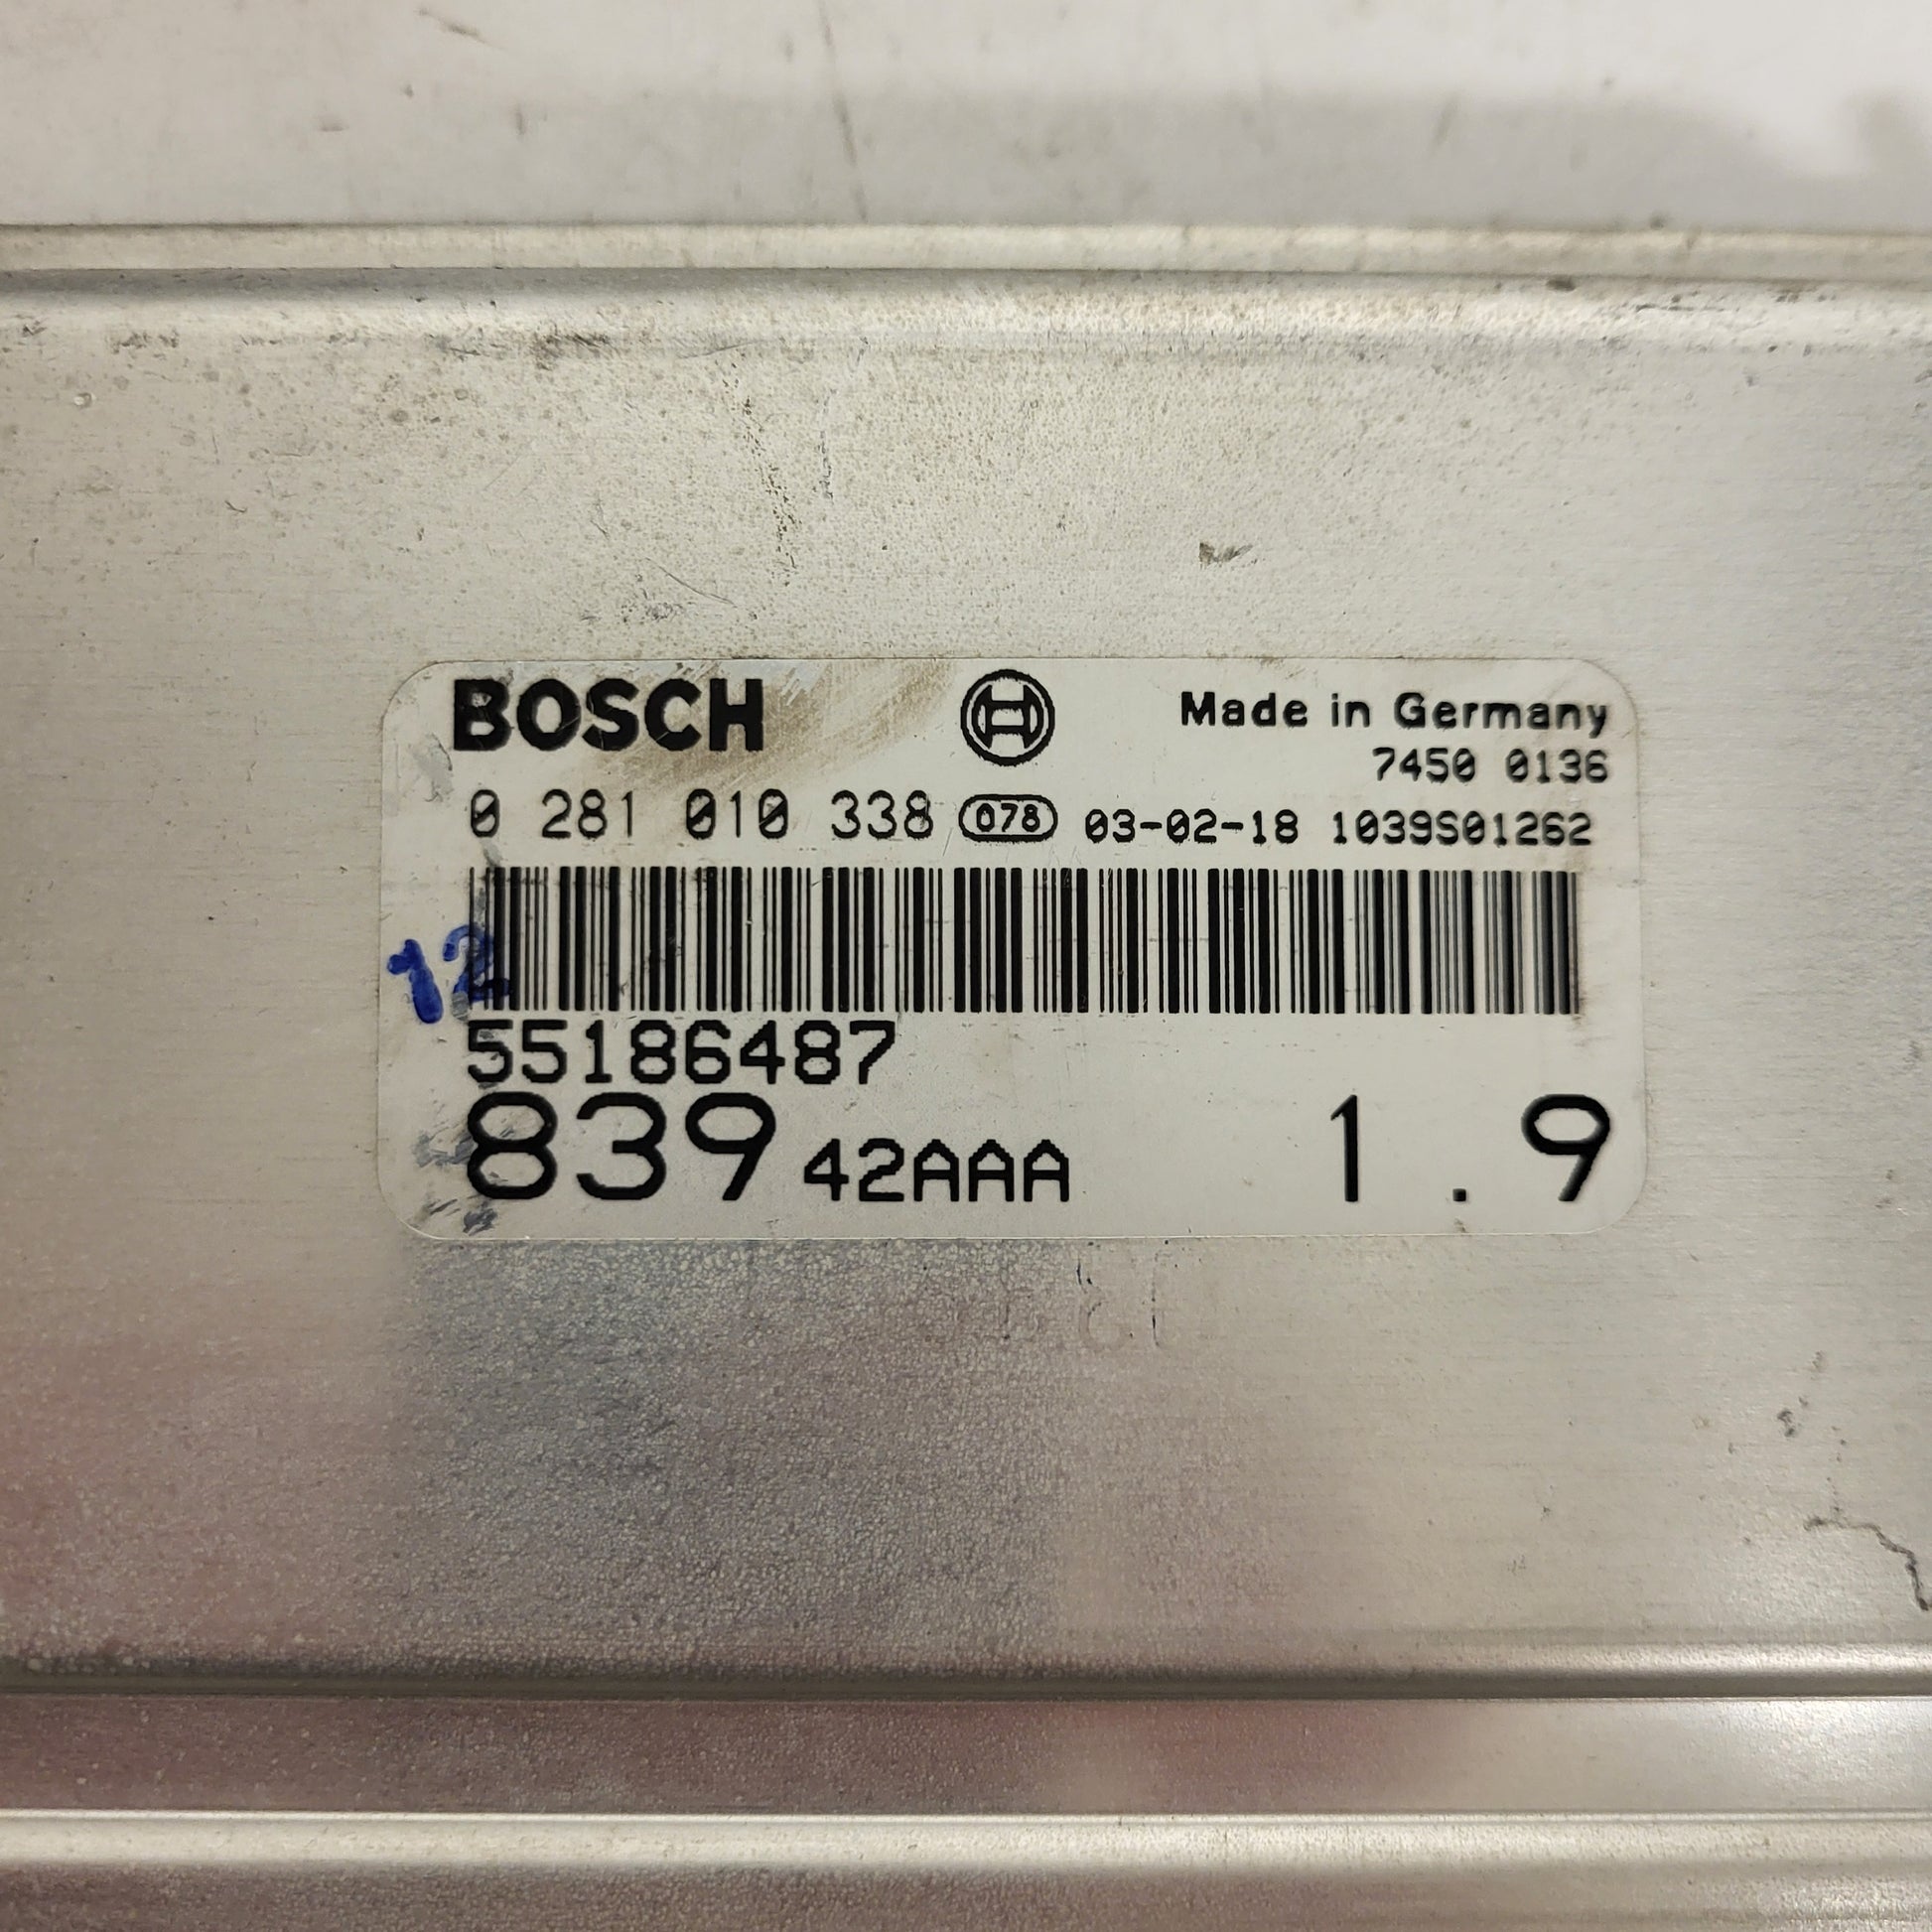 BOSCH Made in Germany
7450 0136
0 281 010 338 078 03-02-18 1039S01262
12
55186487
839 42AAA 1.9